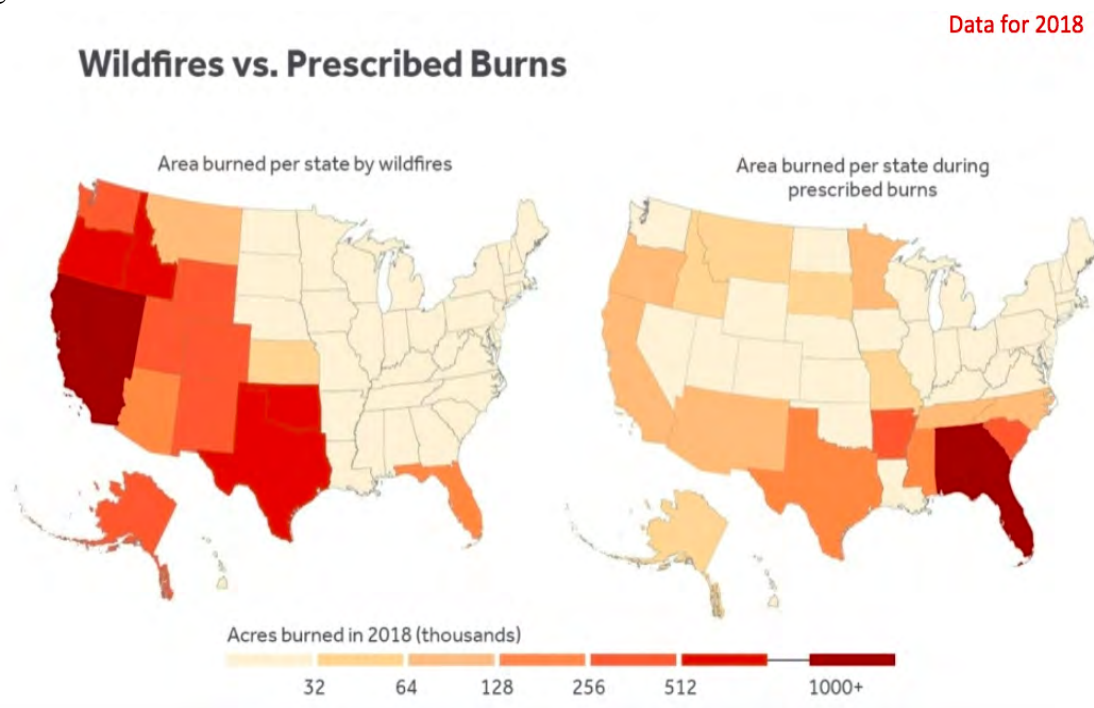 Data for 2018
Wildfires vs. Prescribed Burns
Area burned per state by wildfires
Area burned per state during
prescribed burns
Acres burned in 2018 (thousands)
32 64 128 256 512 1000+